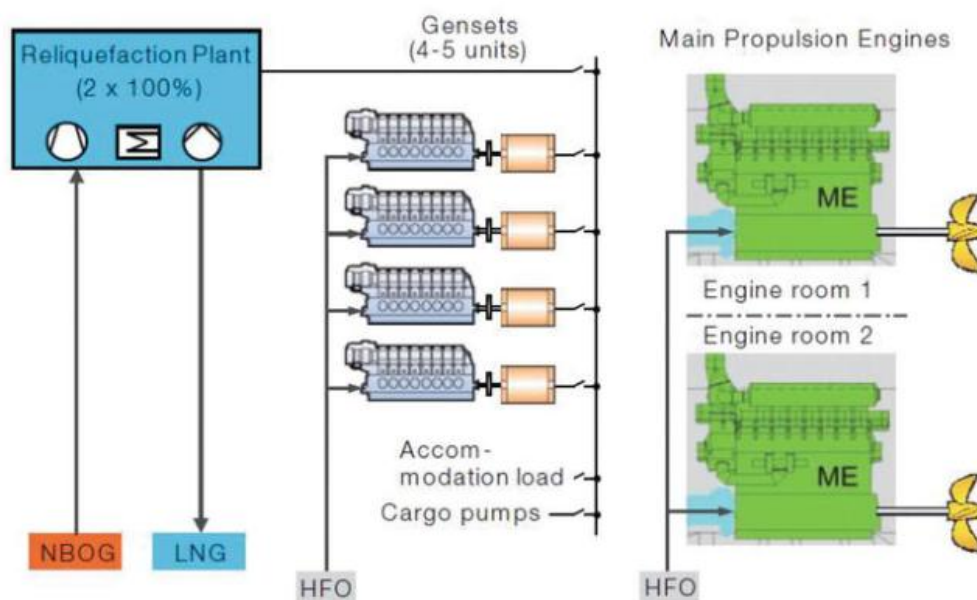 Reliquefaction Plant
(2 x 100%)
NBOG
LNG
Gensets
(4-5 units)
Accom-
modation load
Cargo pumps
HFO
Main Propulsion Engines
ME
Engine room 1
Engine room 2
ME
HFO